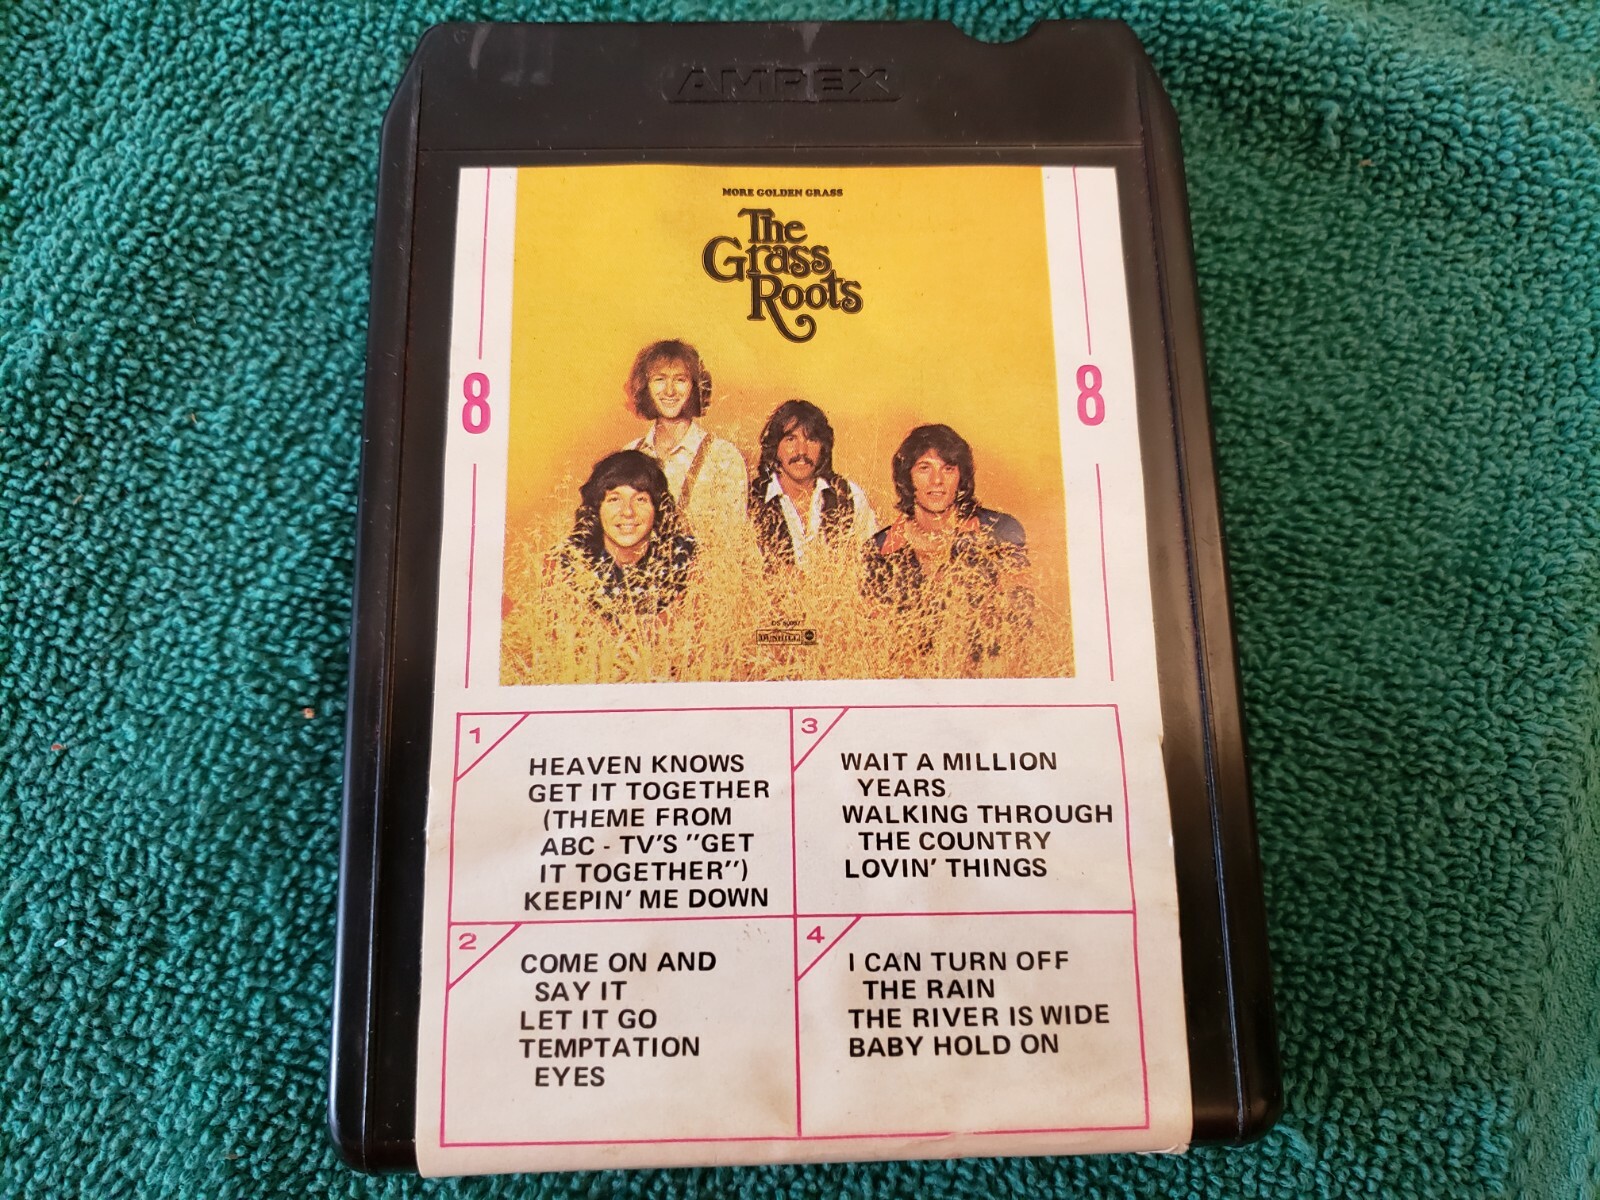 AMPEX
MORE GOLDEN GRASS
The
Grass
Roots
8
8
DUNHILL
1
HEAVEN KNOWS
GET IT TOGETHER
(THEME FROM
ABC - TV'S "GET
IT TOGETHER")
KEEPIN' ME DOWN
2
COME ON AND
SAY IT
LET IT GO
TEMPTATION
EYES
3
WAIT A MILLION
YEARS
WALKING THROUGH
THE COUNTRY
LOVIN' THINGS
4
I CAN TURN OFF
THE RAIN
THE RIVER IS WIDE
BABY HOLD ON